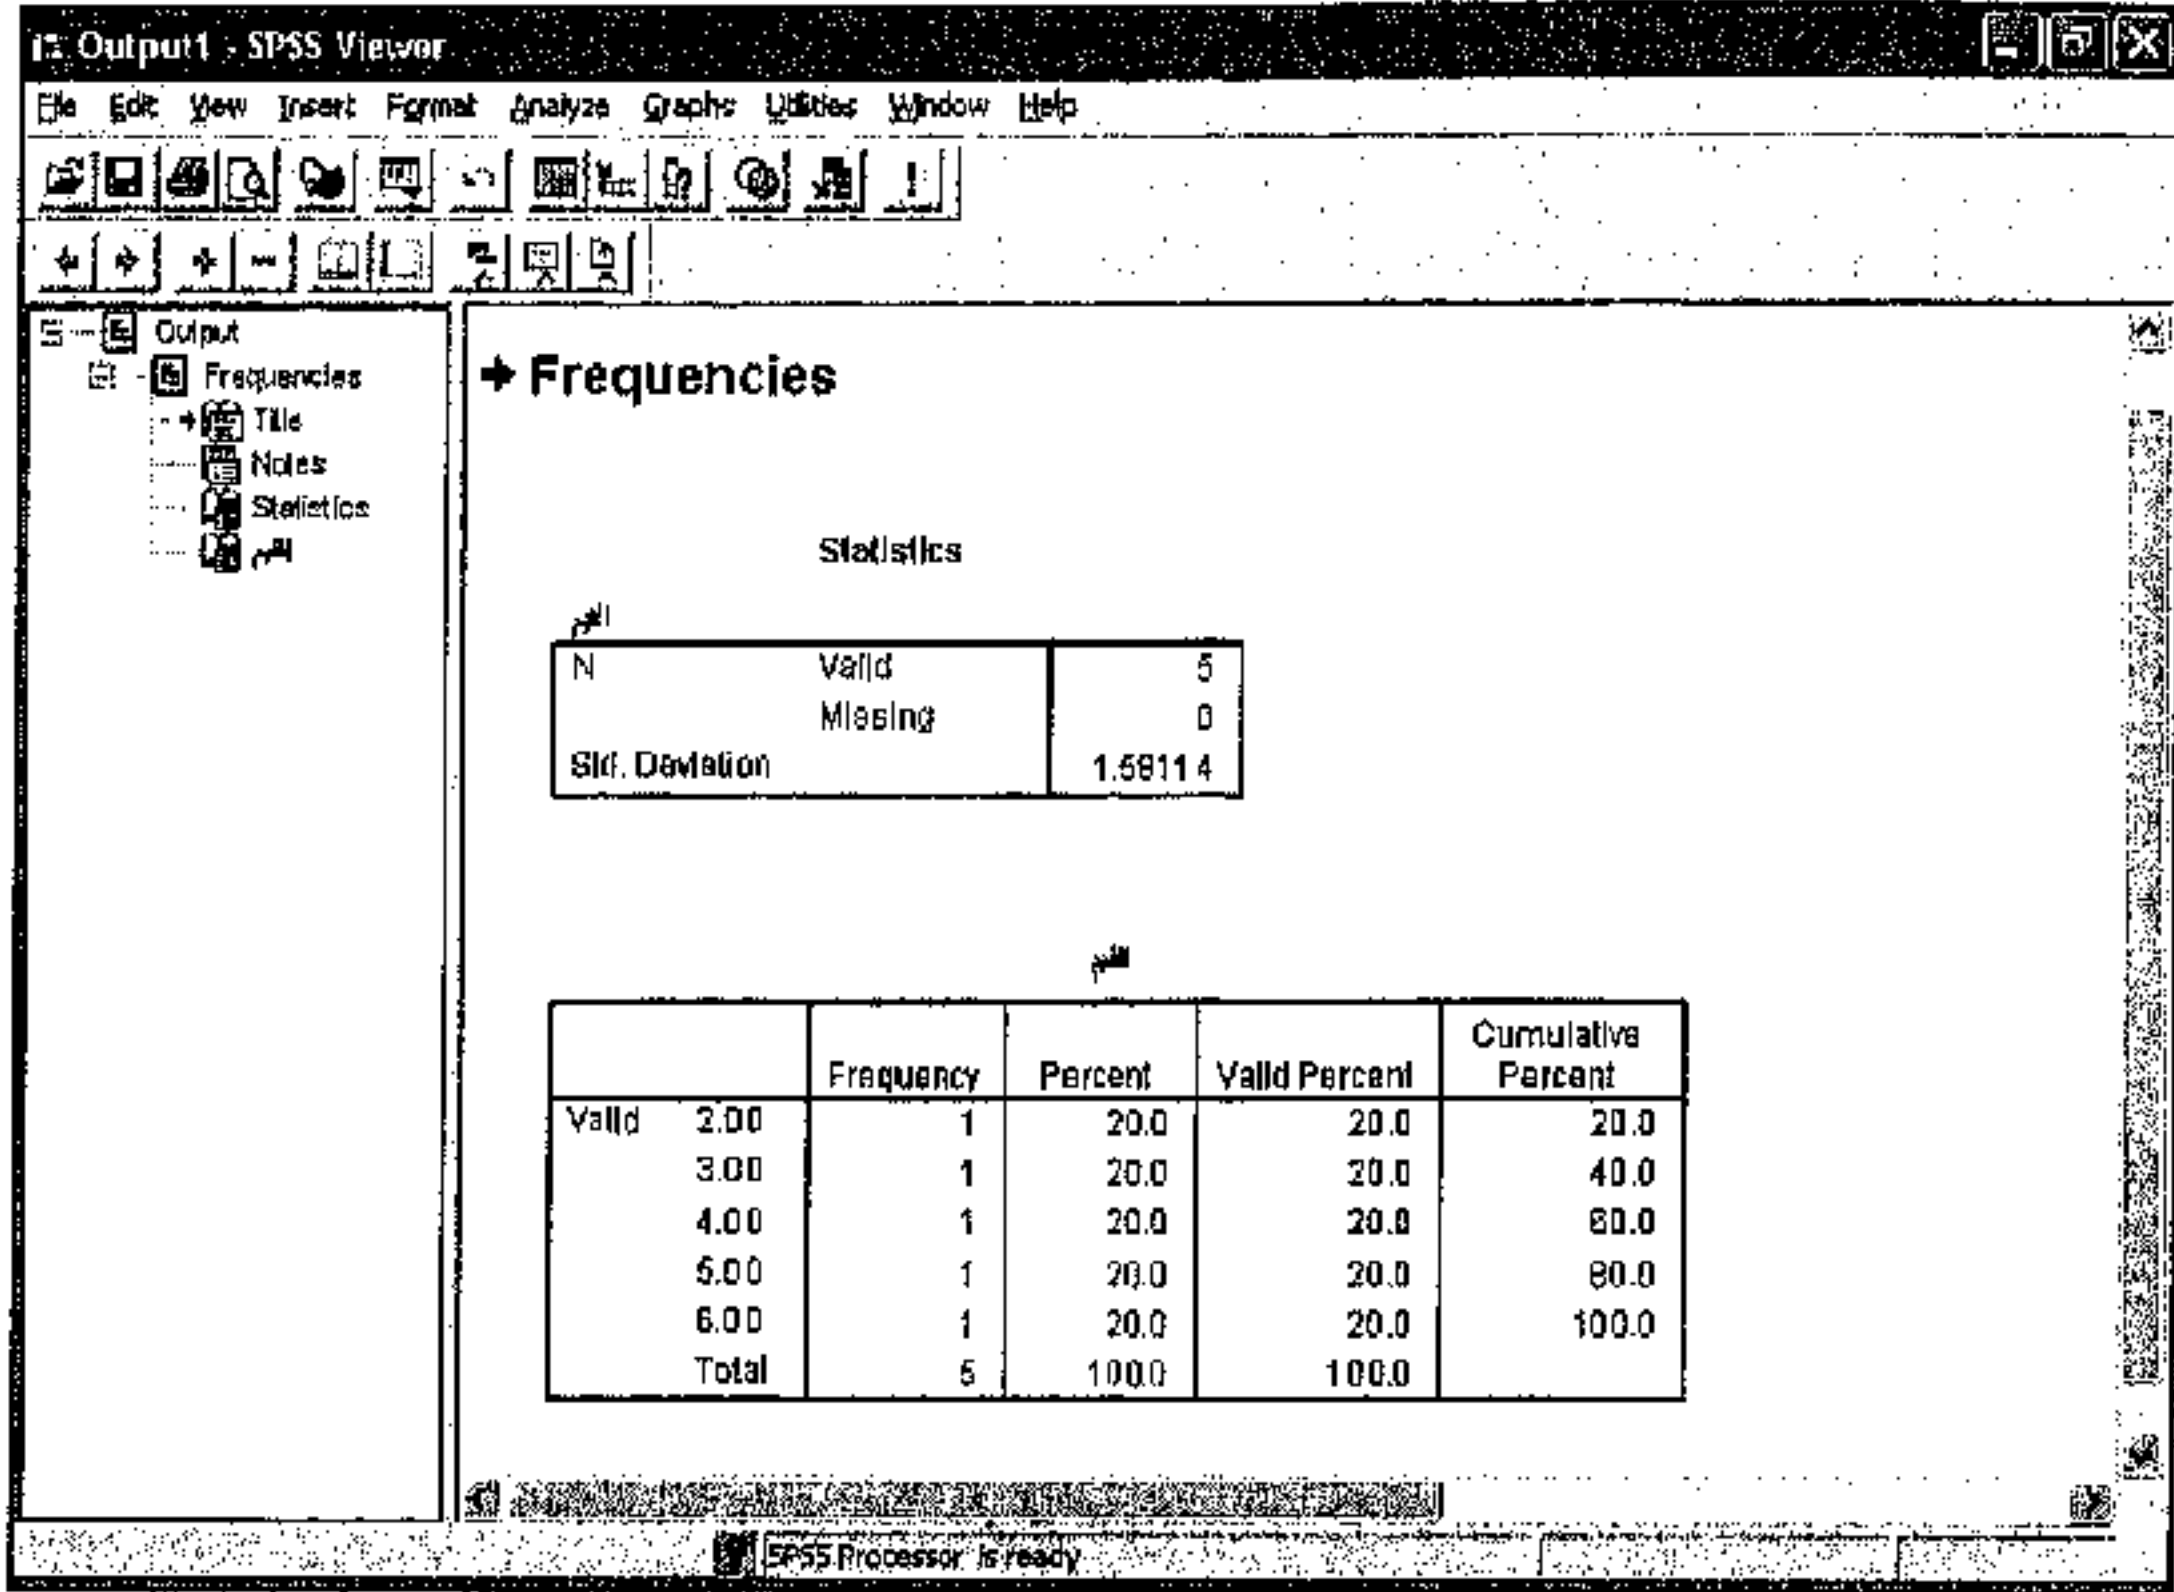 Output1 - SPSS Viewer
File Edit View Insert Format Analyze Graphs Utilities Window Help
Output
Frequencies
Title
Notes
Statistics
Frequencies
Statistics
N Valid 5
Missing 0
Std. Deviation 1.58114
Frequency Percent Valid Percent Cumulative Percent
Valid 2.00 1 20.0 20.0 20.0
3.00 1 20.0 20.0 40.0
4.00 1 20.0 20.0 60.0
5.00 1 20.0 20.0 80.0
6.00 1 20.0 20.0 100.0
Total 5 100.0 100.0
SPSS Processor is ready